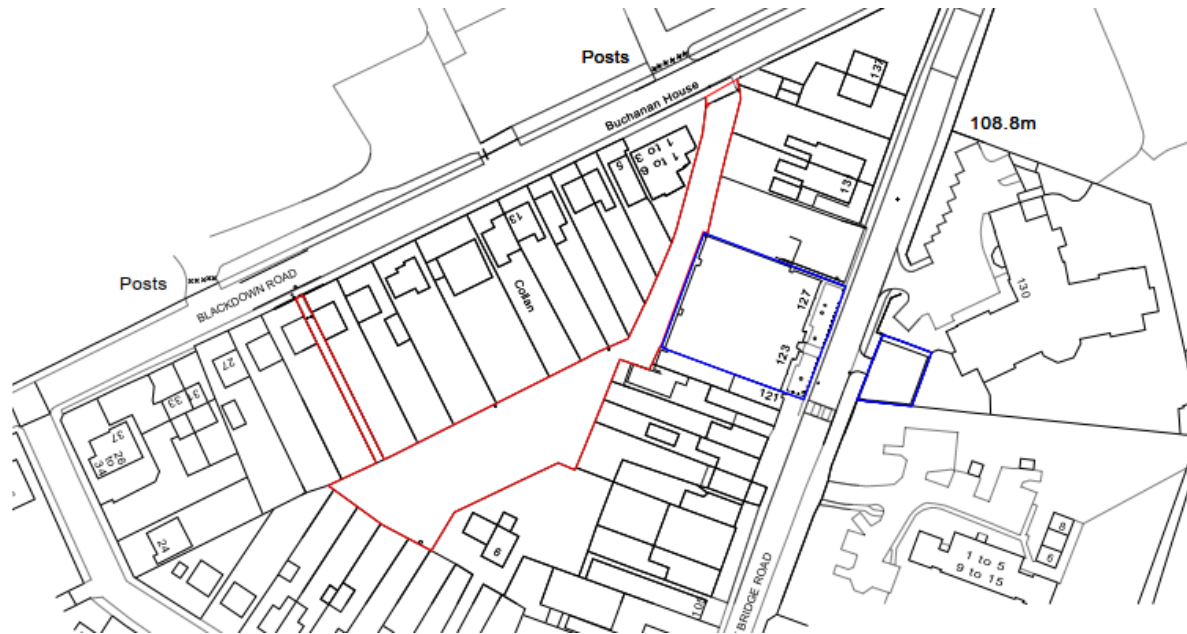 Posts
137
Buchanan House
108.8m
1 to 3
1 to 6
5
13
13
Posts
BLACKDOWN ROAD
Collan
130
127
123
27
121
31
33
37
26 to 34
24
6
8
6
1 to 5
9 to 15
BRIDGE ROAD